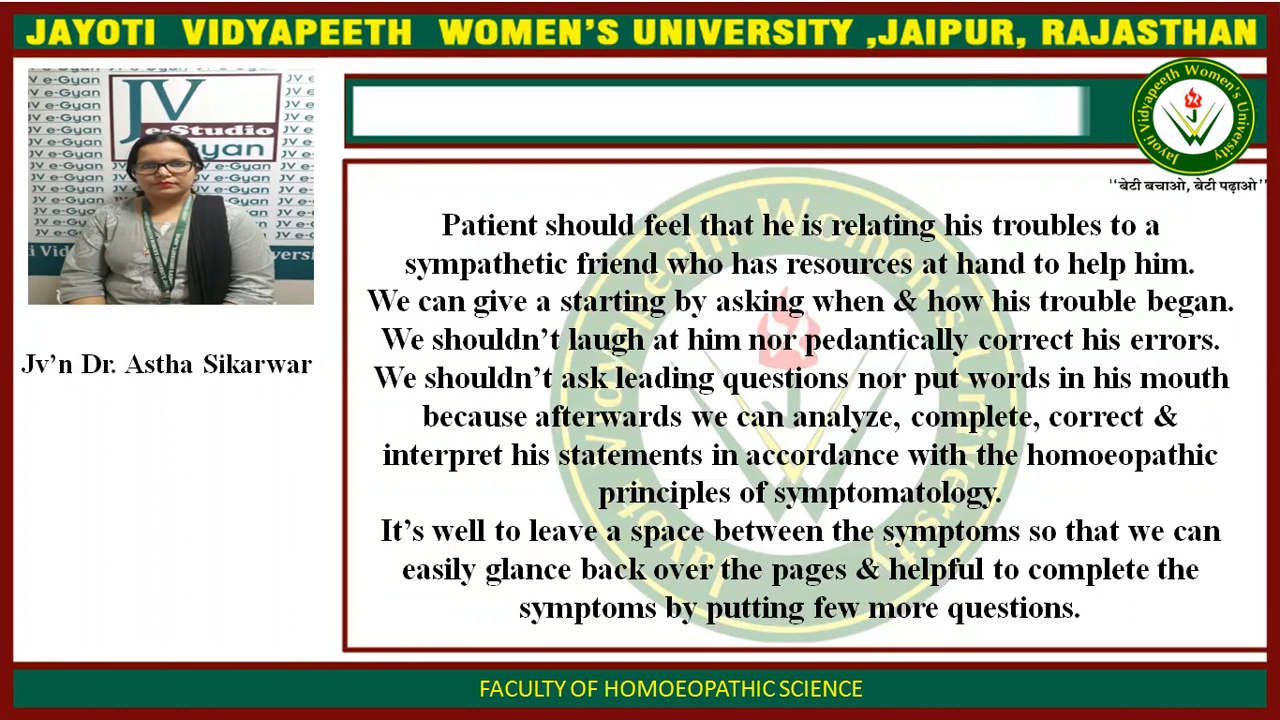 JAYOTI VIDYAPEETH WOMEN'S UNIVERSITY ,JAIPUR, RAJASTHAN
JV
e-Studio
Gyan
JV e-Gyan
Jayoti Vidyapeeth Women's University
"बेटी बचाओ, बेटी पढ़ाओ"
Patient should feel that he is relating his troubles to a
sympathetic friend who has resources at hand to help him.
We can give a starting by asking when & how his trouble began.
We shouldn't laugh at him nor pedantically correct his errors.
We shouldn't ask leading questions nor put words in his mouth
because afterwards we can analyze, complete, correct &
interpret his statements in accordance with the homoeopathic
principles of symptomatology.
It's well to leave a space between the symptoms so that we can
easily glance back over the pages & helpful to complete the
symptoms by putting few more questions.
Jv'n Dr. Astha Sikarwar
FACULTY OF HOMOEOPATHIC SCIENCE